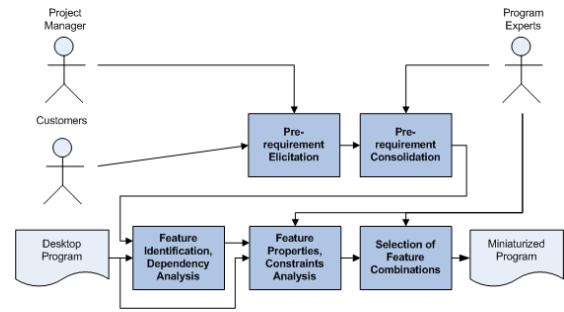 Project
Manager
Program
Experts
Customers
Pre-
requirement
Elicitation
Pre-
requirement
Consolidation
Desktop
Program
Feature
Identification,
Dependency
Analysis
Feature
Properties,
Constraints
Analysis
Selection of
Feature
Combinations
Miniaturized
Program